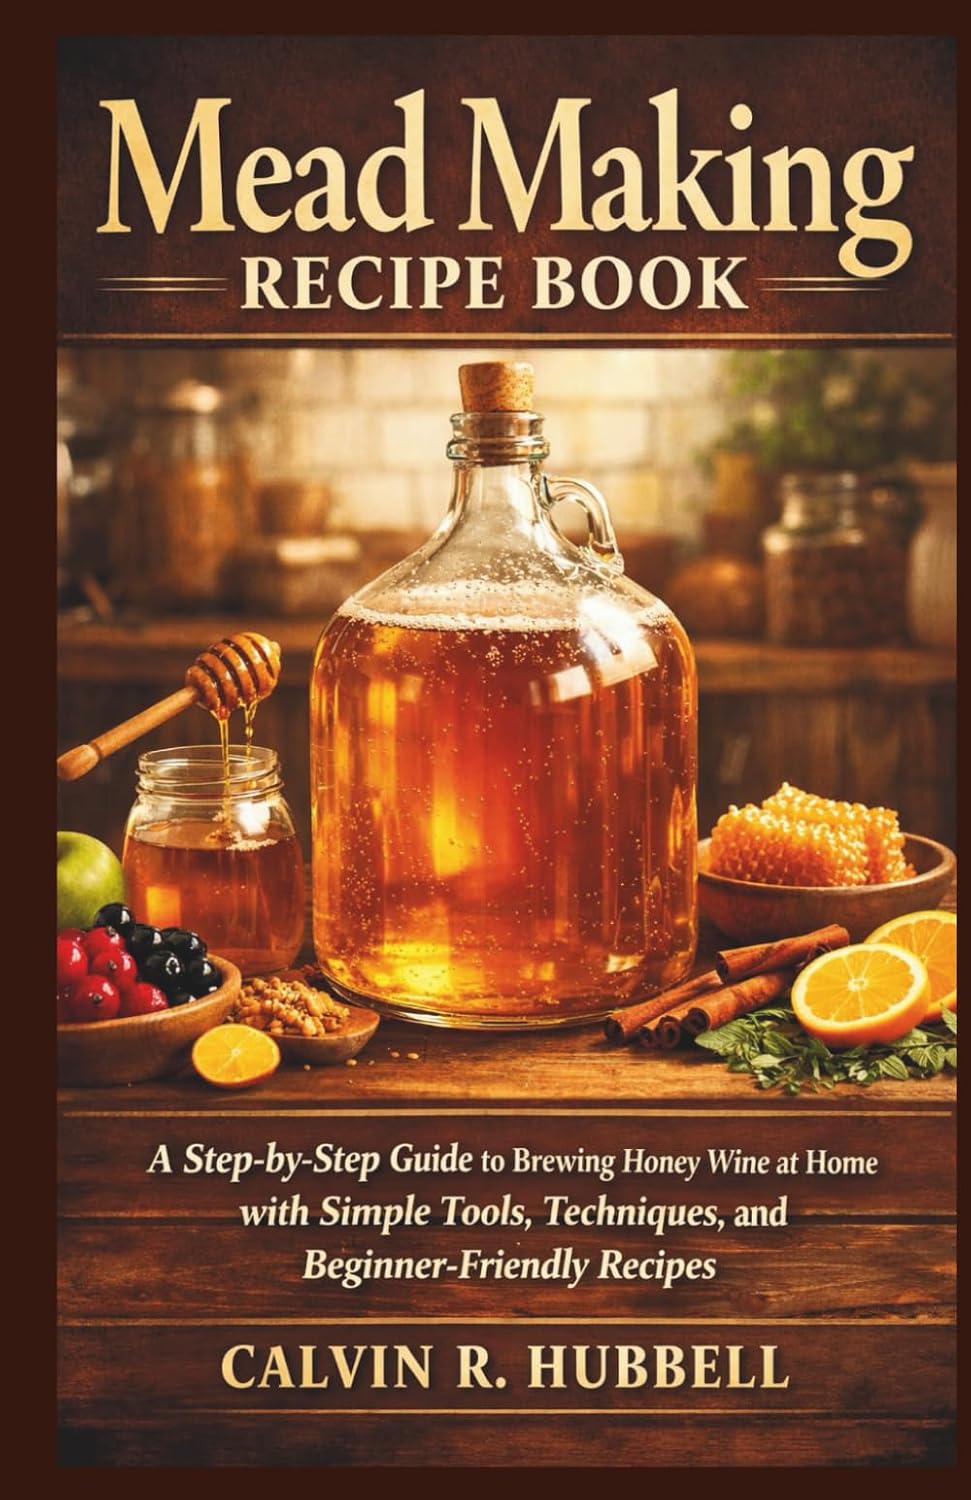 Mead Making
RECIPE BOOK
A Step-by-Step Guide to Brewing Honey Wine at Home
with Simple Tools, Techniques, and
Beginner-Friendly Recipes
CALVIN R. HUBBELL